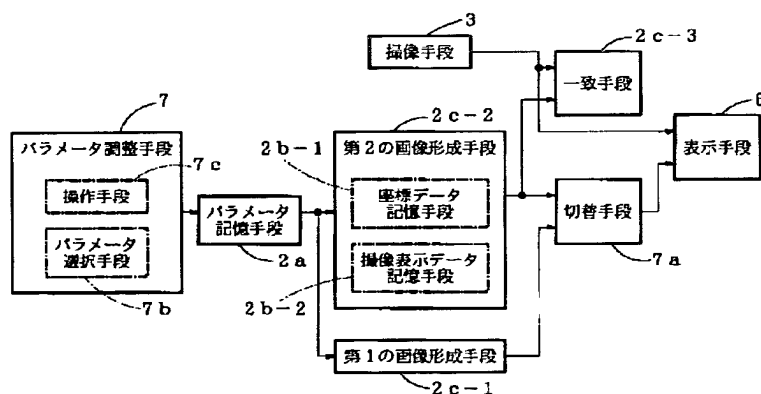 3
撮像手段
2c-3
一致手段
6
表示手段
7
パラメータ調整手段
7c
操作手段
パラメータ
選択手段
7b
パラメータ
記憶手段
2a
2c-2
第2の画像形成手段
2b-1
座標データ
記憶手段
撮像表示データ
記憶手段
2b-2
切替手段
7a
第1の画像形成手段
2c-1